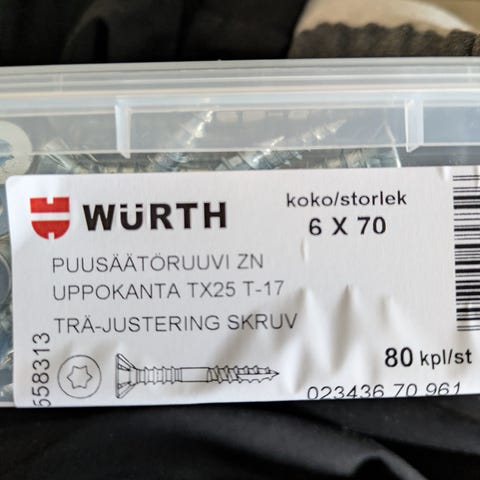 WÜRTH
koko/storlek
6 X 70
PUUSÄÄTÖRUUVI ZN
UPPOKANTA TX25 T-17
TRÄ-JUSTERING SKRUV
80 kpl/st
023436 70 961
558313